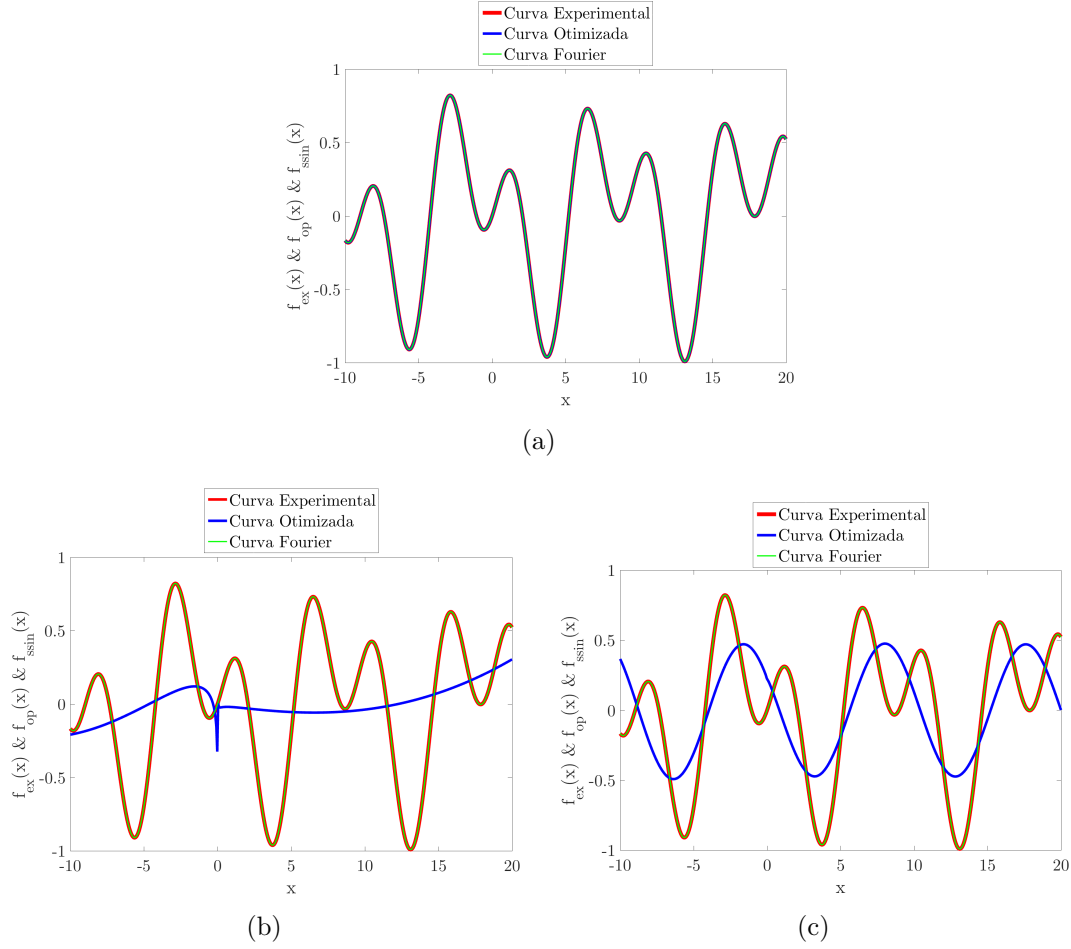 Curva Experimental
Curva Otimizada
Curva Fourier
f_ex(x) & f_op(x) & f_ssin(x)
1
0.5
0
-0.5
-1
-10 -5 0 5 10 15 20
x
(a)
Curva Experimental
Curva Otimizada
Curva Fourier
f_ex(x) & f_op(x) & f_ssin(x)
1
0.5
0
-0.5
-1
-10 -5 0 5 10 15 20
x
(b)
Curva Experimental
Curva Otimizada
Curva Fourier
f_ex(x) & f_op(x) & f_ssin(x)
1
0.5
0
-0.5
-1
-10 -5 0 5 10 15 20
x
(c)